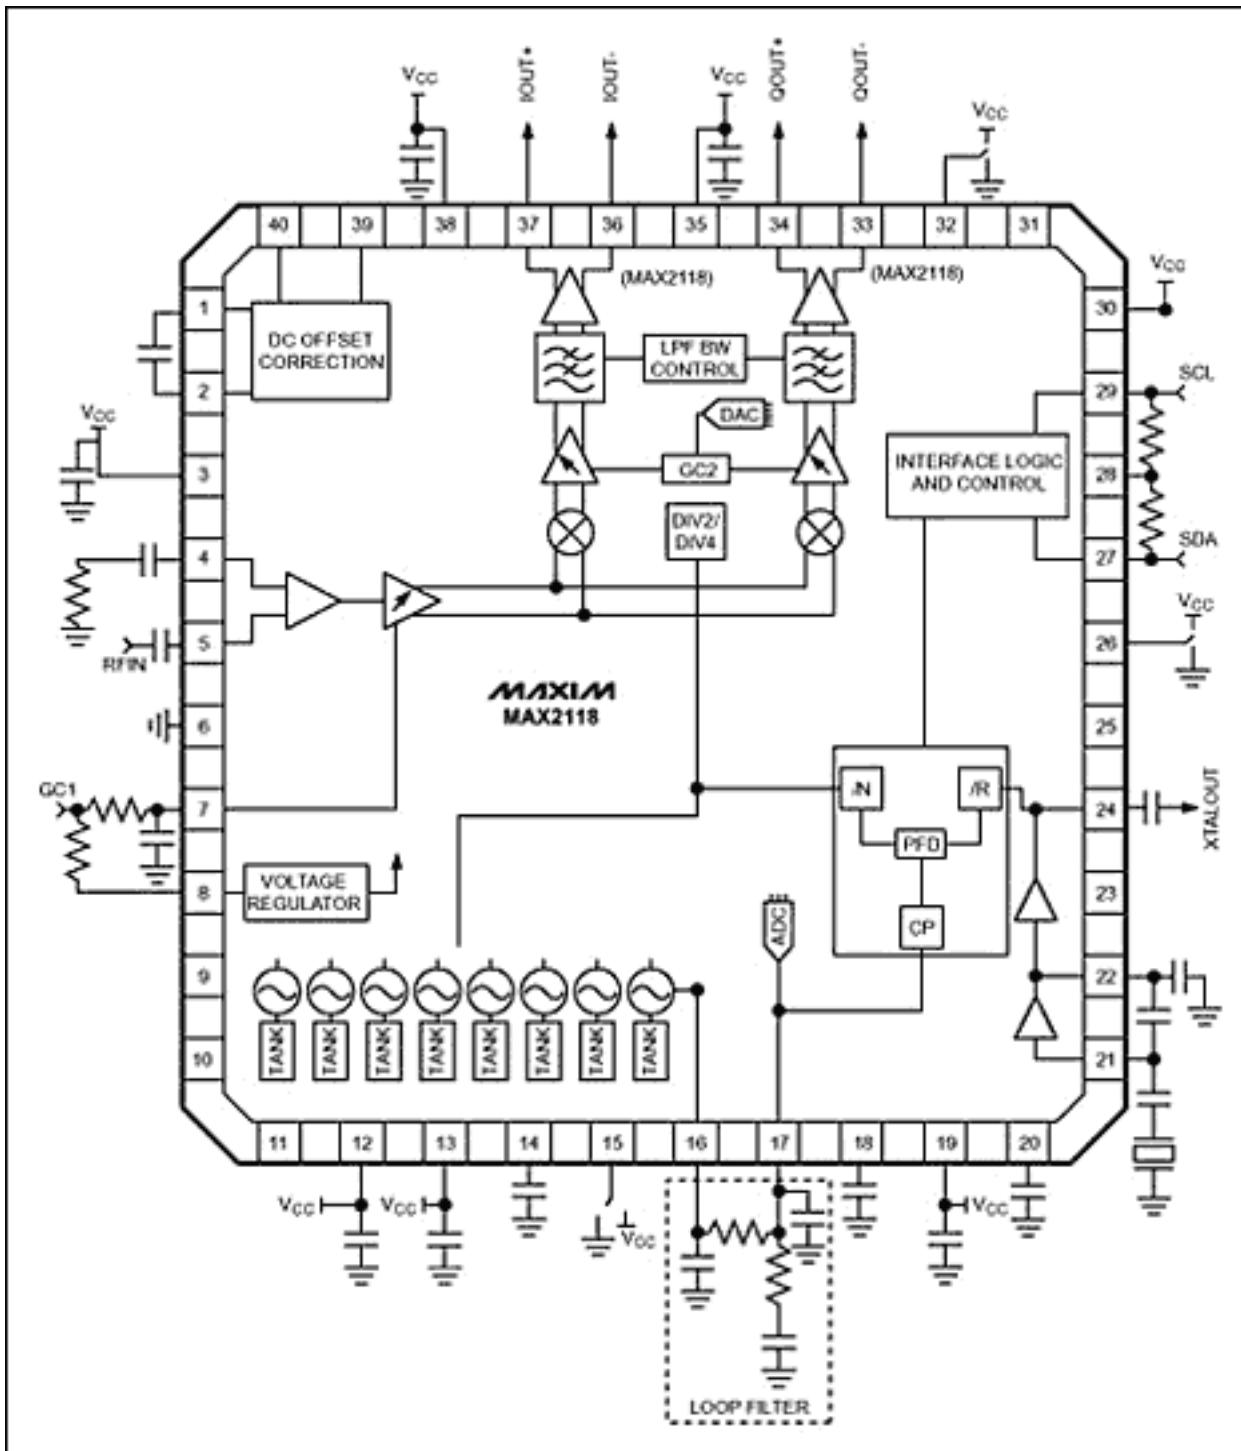 VCC
IOUT+
IOUT-
VCC
QOUT+
QOUT-
VCC
40
39
38
37
36
35
34
33
32
31
(MAX2118)
(MAX2118)
VCC
1
DC OFFSET
CORRECTION
LPF BW
CONTROL
30
2
VCC
DAC
29
SCL
3
GC2
INTERFACE LOGIC
AND CONTROL
28
DIV2/
DIV4
4
27
SDA
VCC
5
RFIN
26
MAXIM
MAX2118
6
25
GC1
7
/N
/R
24
XTALOUT
PFD
8
VOLTAGE
REGULATOR
23
ADC
CP
9
22
10
TANK
TANK
TANK
TANK
TANK
TANK
TANK
TANK
21
11
12
13
14
15
16
17
18
19
20
VCC
VCC
VCC
VCC
LOOP FILTER